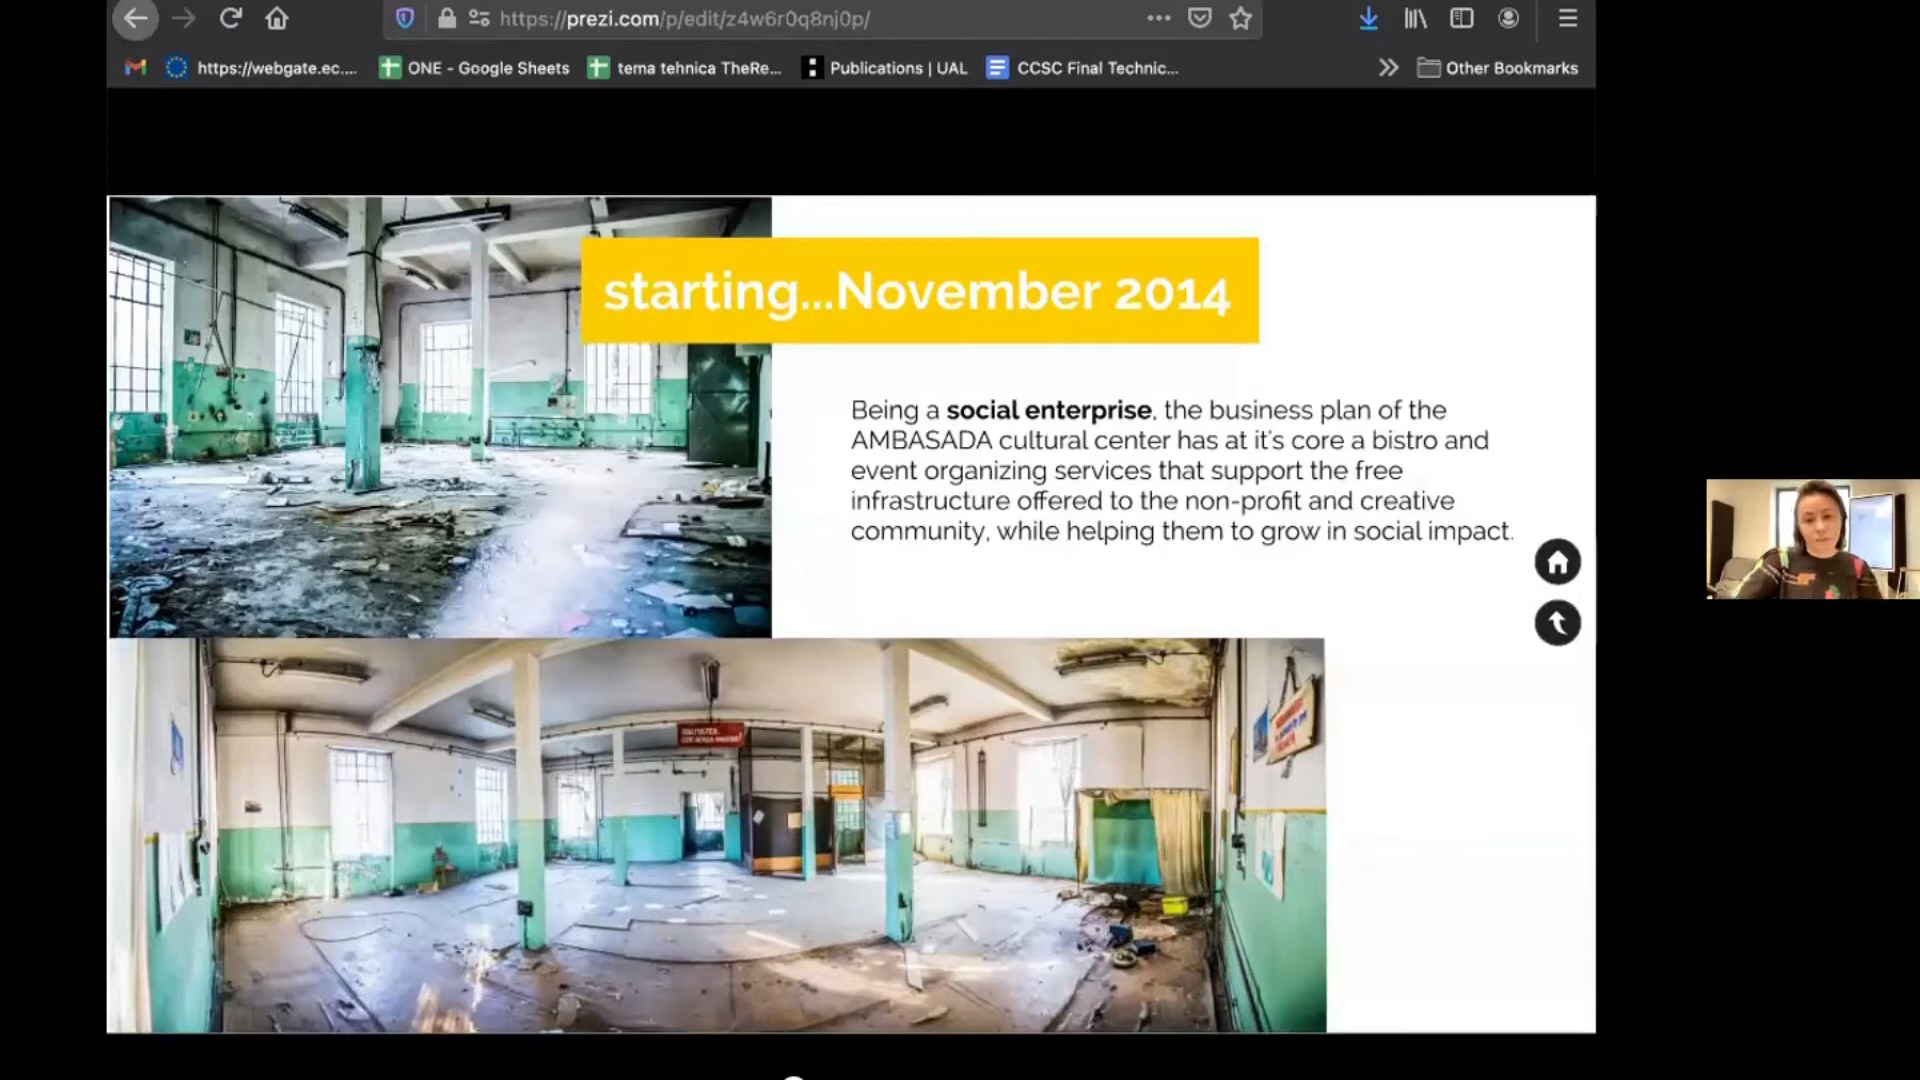 https://prezi.com/p/edit/z4w6r0q8nj0p/
https://webgate.ec.... ONE - Google Sheets tema tehnica TheRe... Publications | UAL CCSC Final Technic... Other Bookmarks
starting...November 2014
Being a social enterprise, the business plan of the
AMBASADA cultural center has at it's core a bistro and
event organizing services that support the free
infrastructure offered to the non-profit and creative
community, while helping them to grow in social impact.